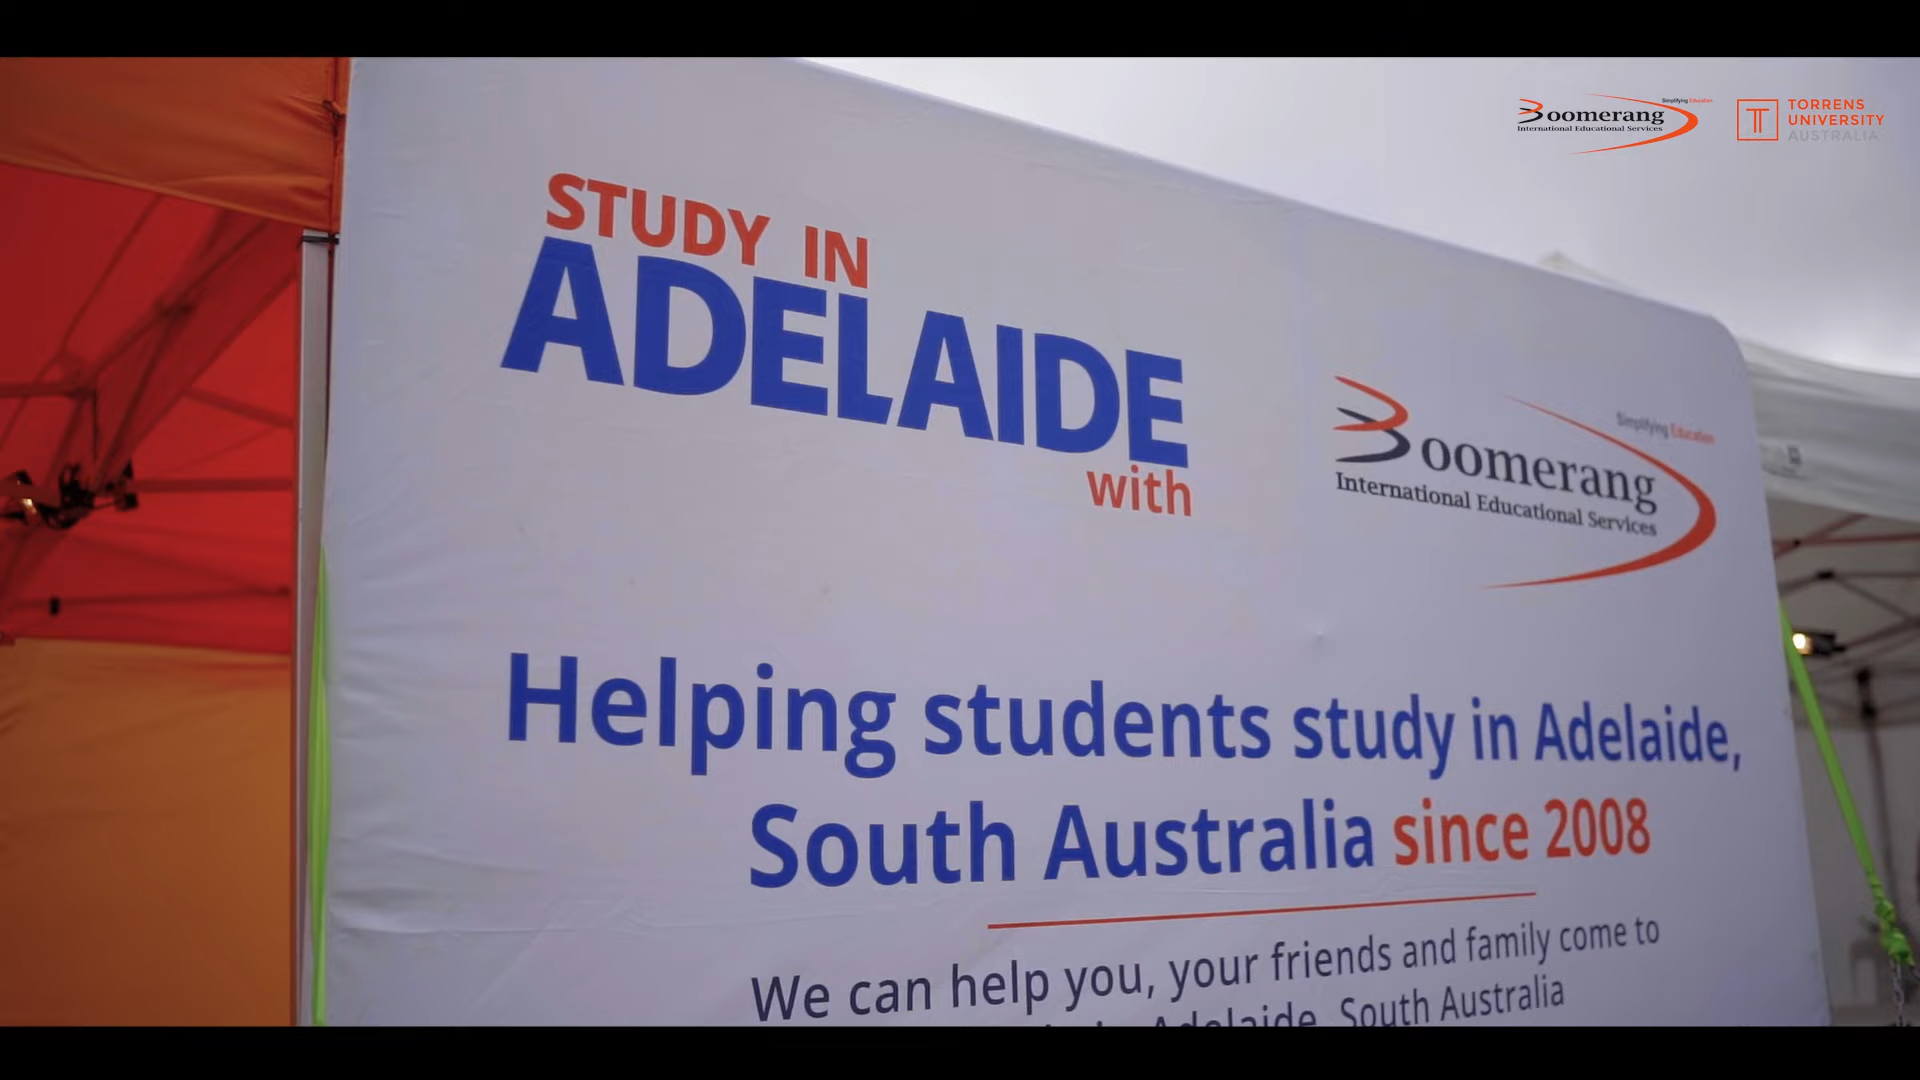 Simplifying Education
Boomerang
International Educational Services
TORRENS
UNIVERSITY
AUSTRALIA
STUDY IN
ADELAIDE
with
Simplifying Education
Boomerang
International Educational Services
Helping students study in Adelaide,
South Australia since 2008
We can help you, your friends and family come to
Adelaide, South Australia